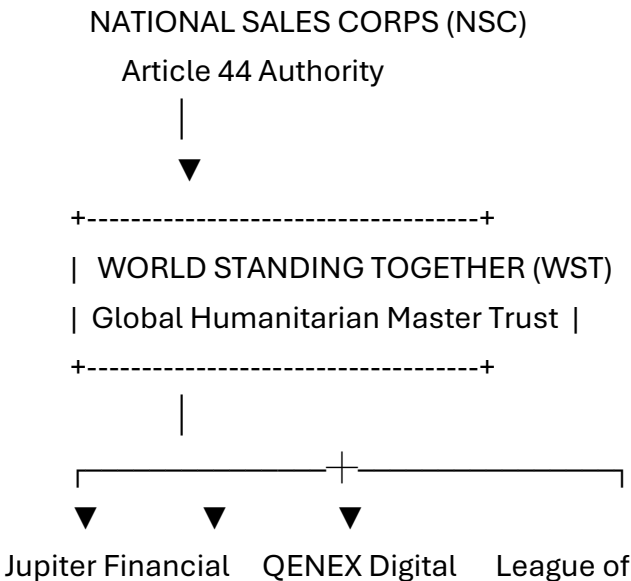 NATIONAL SALES CORPS (NSC)
Article 44 Authority
│
▼
+------------------------------------+
| WORLD STANDING TOGETHER (WST)
| Global Humanitarian Master Trust |
+------------------------------------+
│
┌──────────────┼──────────────┐
▼ ▼ ▼
Jupiter Financial QENEX Digital League of